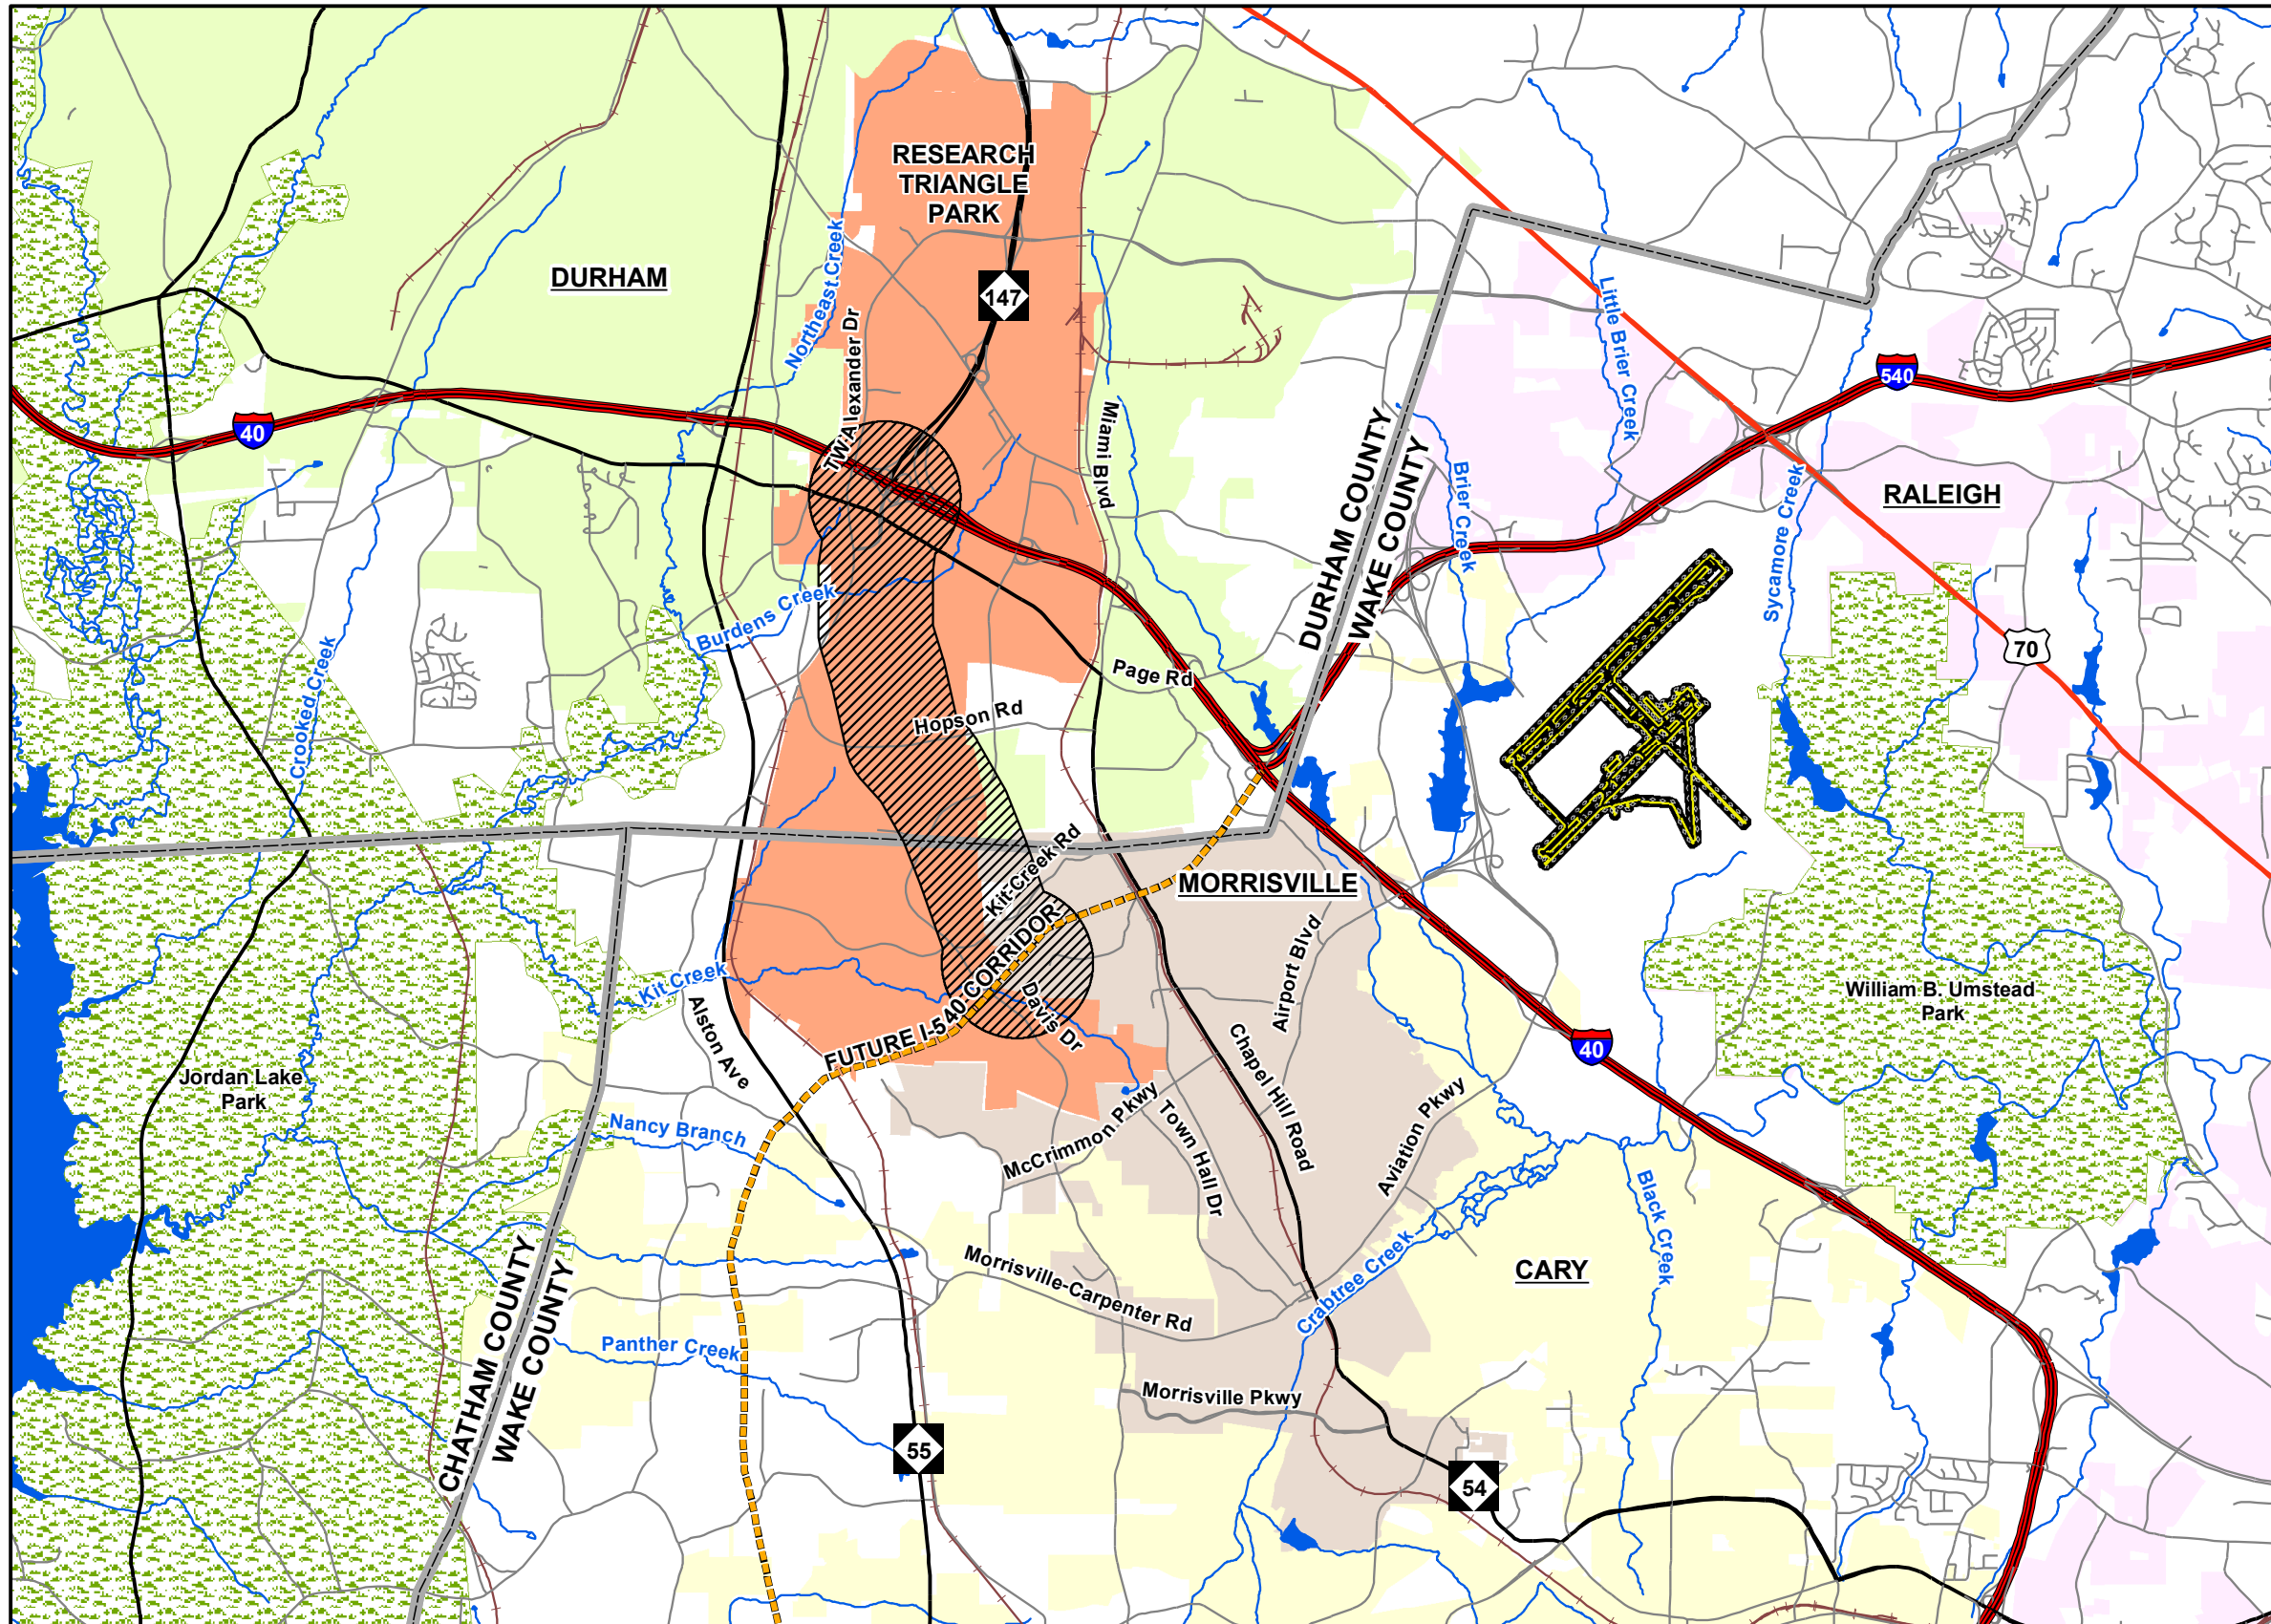 RESEARCH
TRIANGLE
PARK
DURHAM
147
Northeast Creek
TW Alexander Dr
Little Brier Creek
540
40
Miami Blvd
DURHAM COUNTY
WAKE COUNTY
Brier Creek
Sycamore Creek
RALEIGH
Burdens Creek
Crooked Creek
Page Rd
70
Hopson Rd
Kit Creek Rd
MORRISVILLE
FUTURE I-540 CORRIDOR
Kit Creek
Davis Dr
Airport Blvd
William B. Umstead
Park
Alston Ave
Chapel Hill Road
40
Jordan Lake
Park
Nancy Branch
McCrimmon Pkwy
Town Hall Dr
Aviation Pkwy
Black Creek
CHATHAM COUNTY
WAKE COUNTY
Morrisville-Carpenter Rd
Crabtree Creek
CARY
Panther Creek
Morrisville Pkwy
55
54